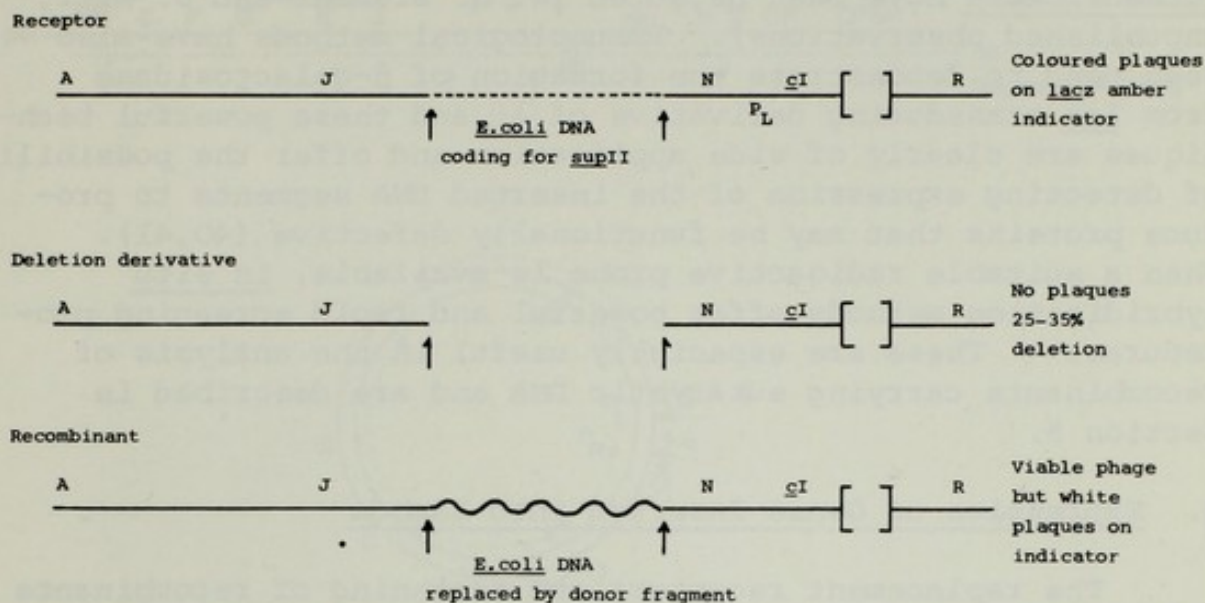 Receptor
A J N cI R
P_L
Coloured plaques
on lacz amber
indicator
E.coli DNA
coding for supII
Deletion derivative
A J N cI R
No plaques
25-35%
deletion
Recombinant
A J N cI R
Viable phage
but white
plaques on
indicator
E.coli DNA
replaced by donor fragment